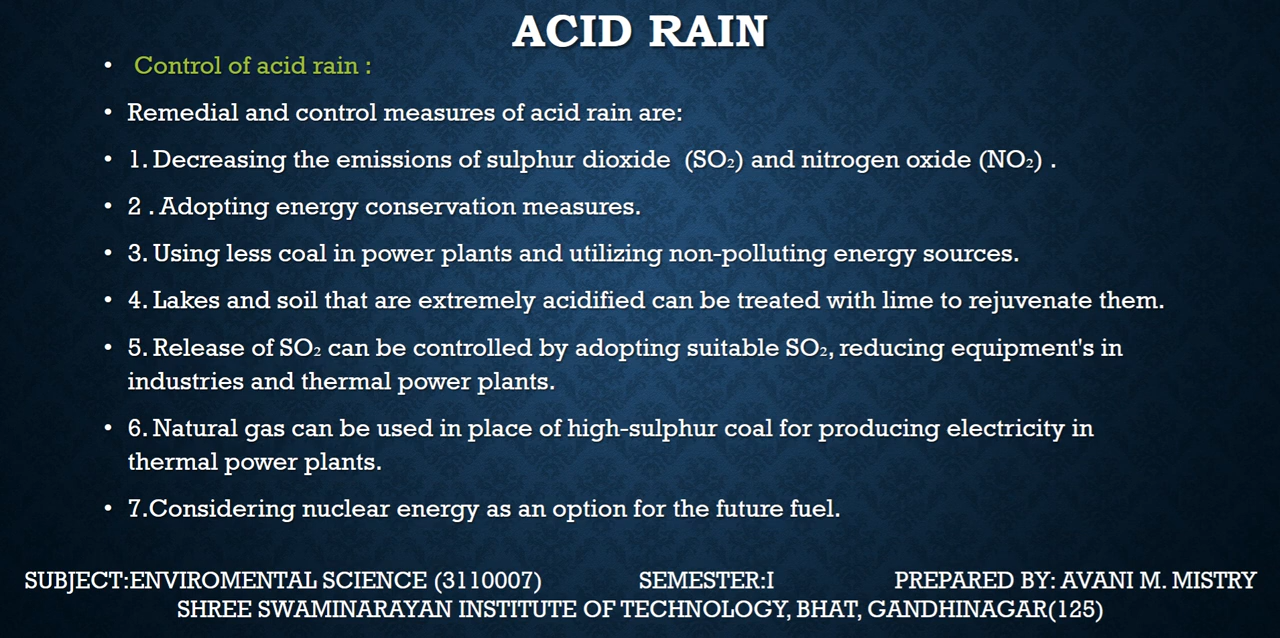 ACID RAIN
• Control of acid rain :
• Remedial and control measures of acid rain are:
• 1. Decreasing the emissions of sulphur dioxide (SO₂) and nitrogen oxide (NO₂) .
• 2 . Adopting energy conservation measures.
• 3. Using less coal in power plants and utilizing non-polluting energy sources.
• 4. Lakes and soil that are extremely acidified can be treated with lime to rejuvenate them.
• 5. Release of SO₂ can be controlled by adopting suitable SO₂, reducing equipment's in
industries and thermal power plants.
• 6. Natural gas can be used in place of high-sulphur coal for producing electricity in
thermal power plants.
• 7.Considering nuclear energy as an option for the future fuel.
SUBJECT:ENVIROMENTAL SCIENCE (3110007) SEMESTER:I PREPARED BY: AVANI M. MISTRY
SHREE SWAMINARAYAN INSTITUTE OF TECHNOLOGY, BHAT, GANDHINAGAR(125)